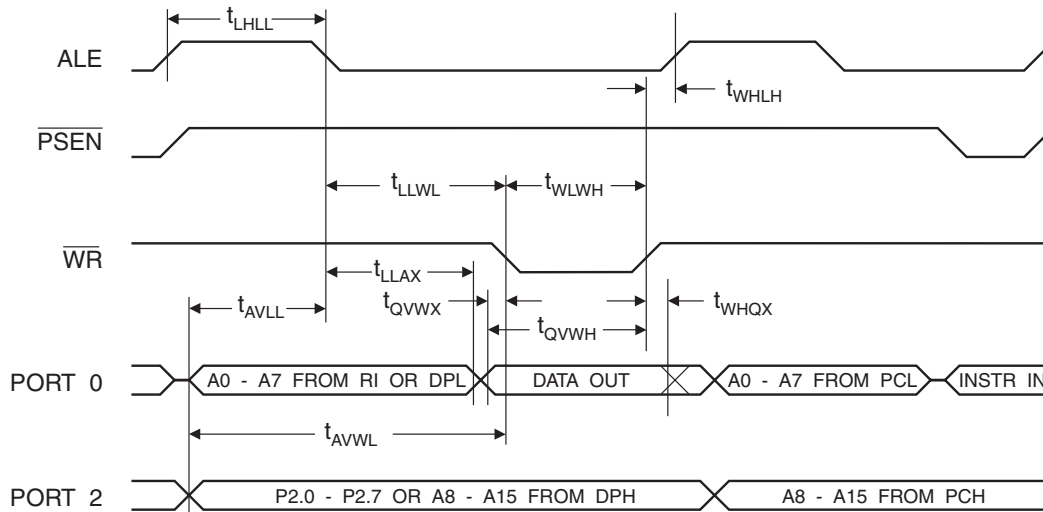 tLHLL
ALE
tWHLH
PSEN
tLLWL
tWLWH
WR
tLLAX
tQVWX
tWHQX
tAVLL
tQVWH
PORT 0
A0 - A7 FROM RI OR DPL
DATA OUT
A0 - A7 FROM PCL
INSTR IN
tAVWL
PORT 2
P2.0 - P2.7 OR A8 - A15 FROM DPH
A8 - A15 FROM PCH